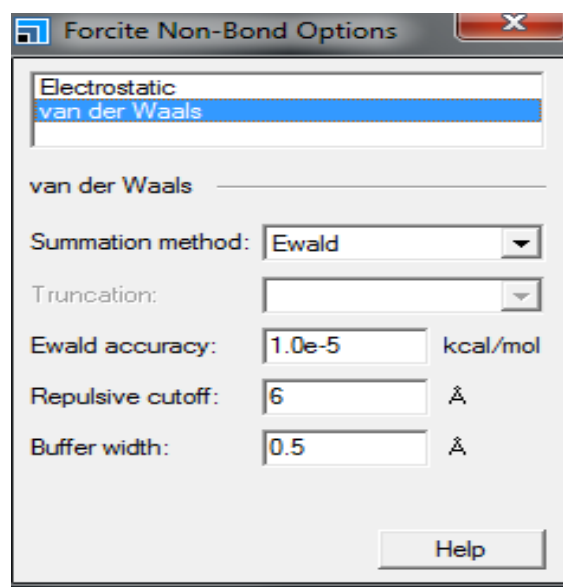 Forcite Non-Bond Options
Electrostatic
van der Waals
van der Waals
Summation method: Ewald
Truncation:
Ewald accuracy: 1.0e-5 kcal/mol
Repulsive cutoff: 6 Å
Buffer width: 0.5 Å
Help